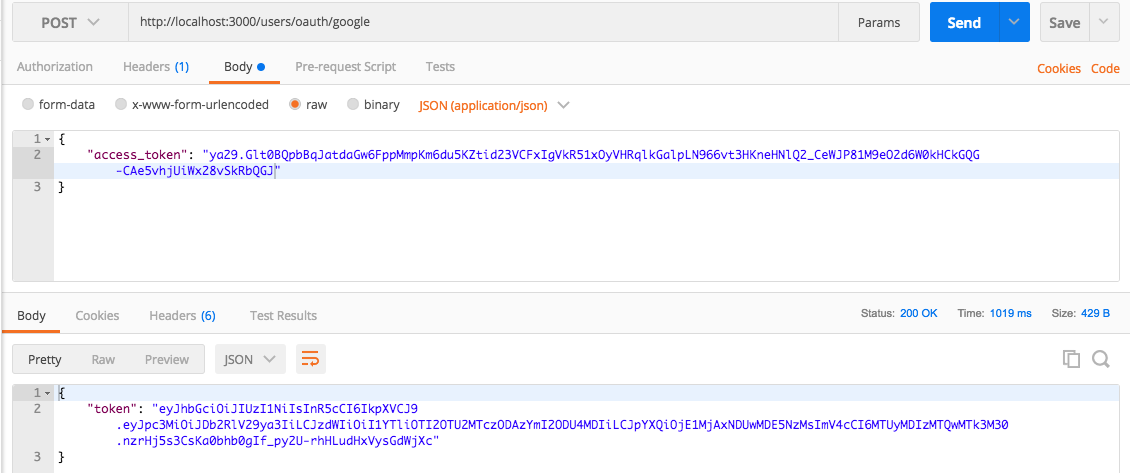 POST http://localhost:3000/users/oauth/google Params Send Save
Authorization Headers (1) Body Pre-request Script Tests Cookies Code
form-data x-www-form-urlencoded raw binary JSON (application/json)
1 {
2 "access_token": "ya29.Glt0BQpbBqJatdaGw6FppMmpKm6du5KZtid23VCFxIgVkR51xOyVHRqlkGalpLN966vt3HKneHNlQ2_CeWJP81M9eO2d6W0kHCkGQG
-CAe5vhjUiWx28vSkRbQGJ"
3 }
Body Cookies Headers (6) Test Results Status: 200 OK Time: 1019 ms Size: 429 B
Pretty Raw Preview JSON
1 {
2 "token": "eyJhbGciOiJIUzI1NiIsInR5cCI6IkpXVCJ9
.eyJpc3MiOiJDb2RlV29ya3IiLCJzdWIiOiI1YTliOTI2OTU2MTczODAzYmI2ODU4MDIiLCJpYXQiOjE1MjAxNDUwMDE5NzMsImV4cCI6MTUyMDIzMTQwMTk3M30
.nzrHj5s3CsKa0bhb0gIf_py2U-rhHLudHxVysGdWjXc"
3 }